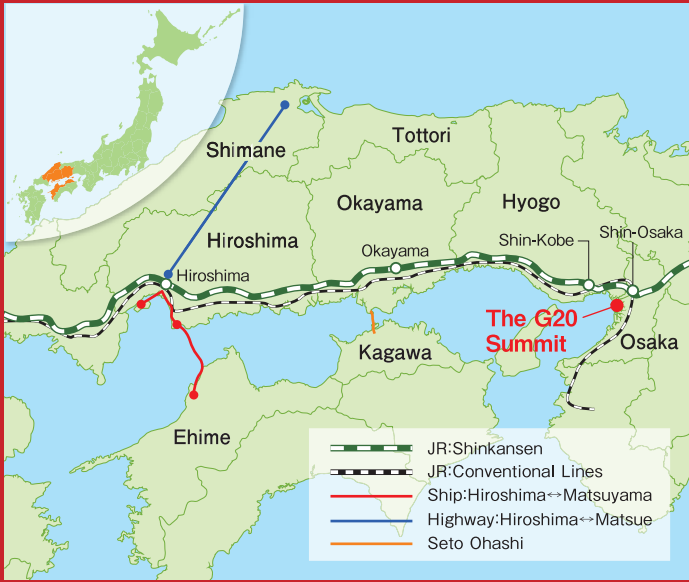 Shimane
Tottori
Okayama
Hyogo
Hiroshima
Okayama
Shin-Kobe
Shin-Osaka
Hiroshima
The G20
Summit
Osaka
Kagawa
Ehime
JR:Shinkansen
JR:Conventional Lines
Ship:Hiroshima↔Matsuyama
Highway:Hiroshima↔Matsue
Seto Ohashi